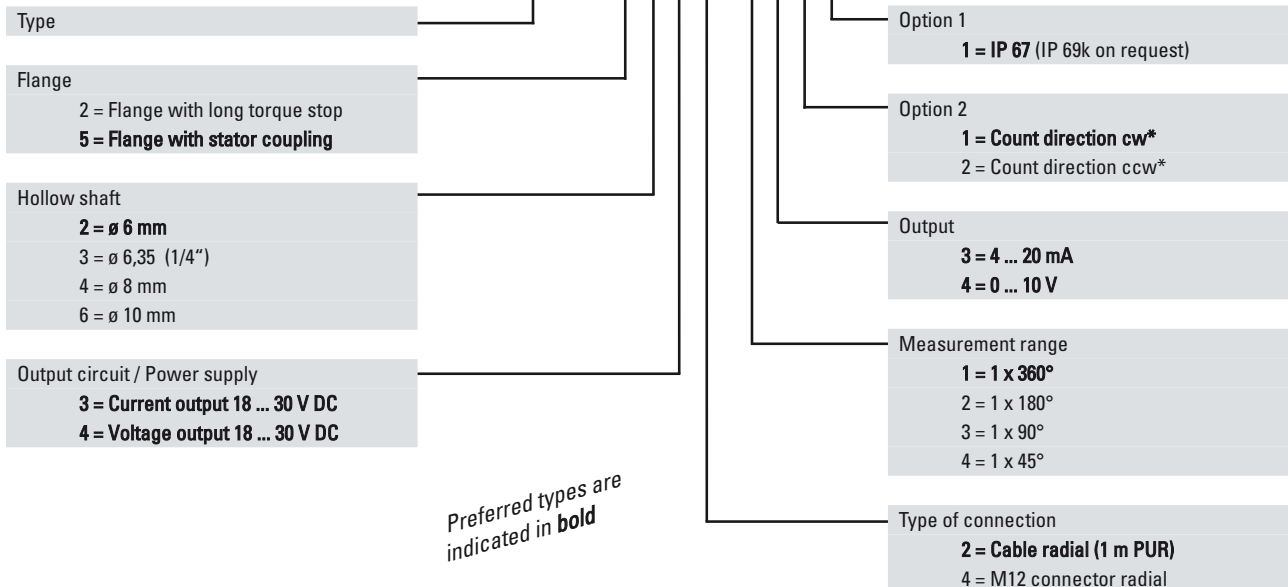 Type
Flange
2 = Flange with long torque stop
5 = Flange with stator coupling
Hollow shaft
2 = ø 6 mm
3 = ø 6,35 (1/4“)
4 = ø 8 mm
6 = ø 10 mm
Output circuit / Power supply
3 = Current output 18 ... 30 V DC
4 = Voltage output 18 ... 30 V DC
Preferred types are
indicated in bold
Option 1
1 = IP 67 (IP 69k on request)
Option 2
1 = Count direction cw*
2 = Count direction ccw*
Output
3 = 4 ... 20 mA
4 = 0 ... 10 V
Measurement range
1 = 1 x 360°
2 = 1 x 180°
3 = 1 x 90°
4 = 1 x 45°
Type of connection
2 = Cable radial (1 m PUR)
4 = M12 connector radial